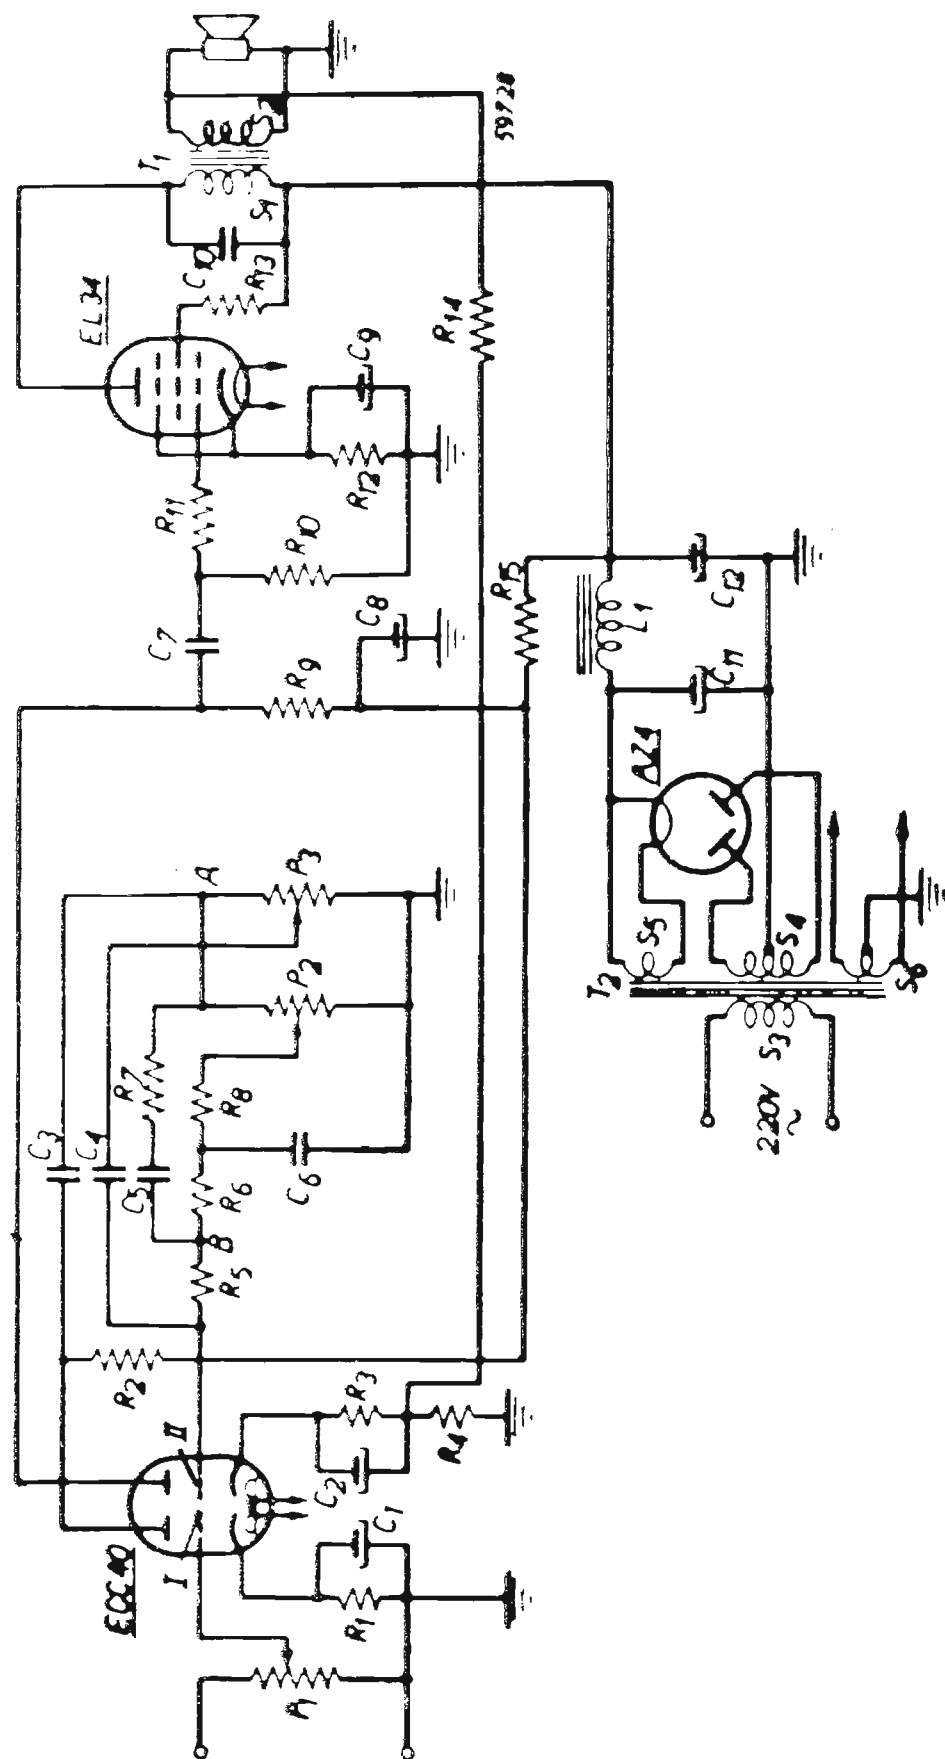 ECC40
I
II
P1
R1
C1
C2
R3
R4
R2
C3
C4
C5
R7
R5
B
R6
R8
C6
P2
A
P3
C7
R9
C8
R10
R11
EL34
R12
C9
C10
R13
T1
S1
S2
59728
R14
R15
L1
C11
C12
AZ4
T2
S5
S4
S3
S6
220V
~